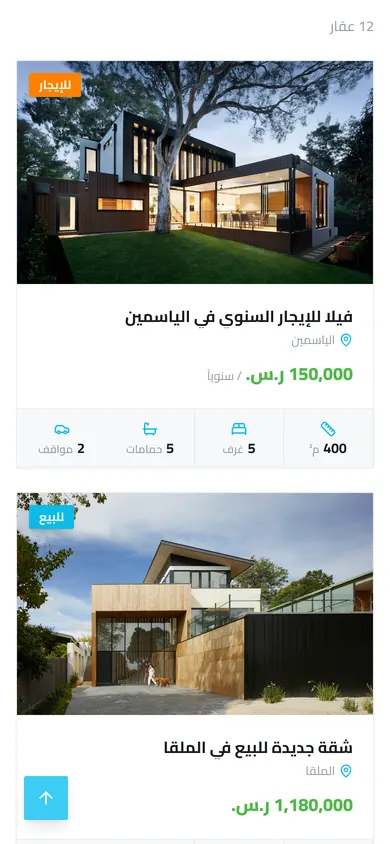 12 عقار
للإيجار
فيلا للإيجار السنوي في الياسمين
الياسمين
150,000 ر.س. / سنوياً
400 م²
5 غرف
5 حمامات
2 مواقف
للبيع
شقة جديدة للبيع في الملقا
الملقا
1,180,000 ر.س.